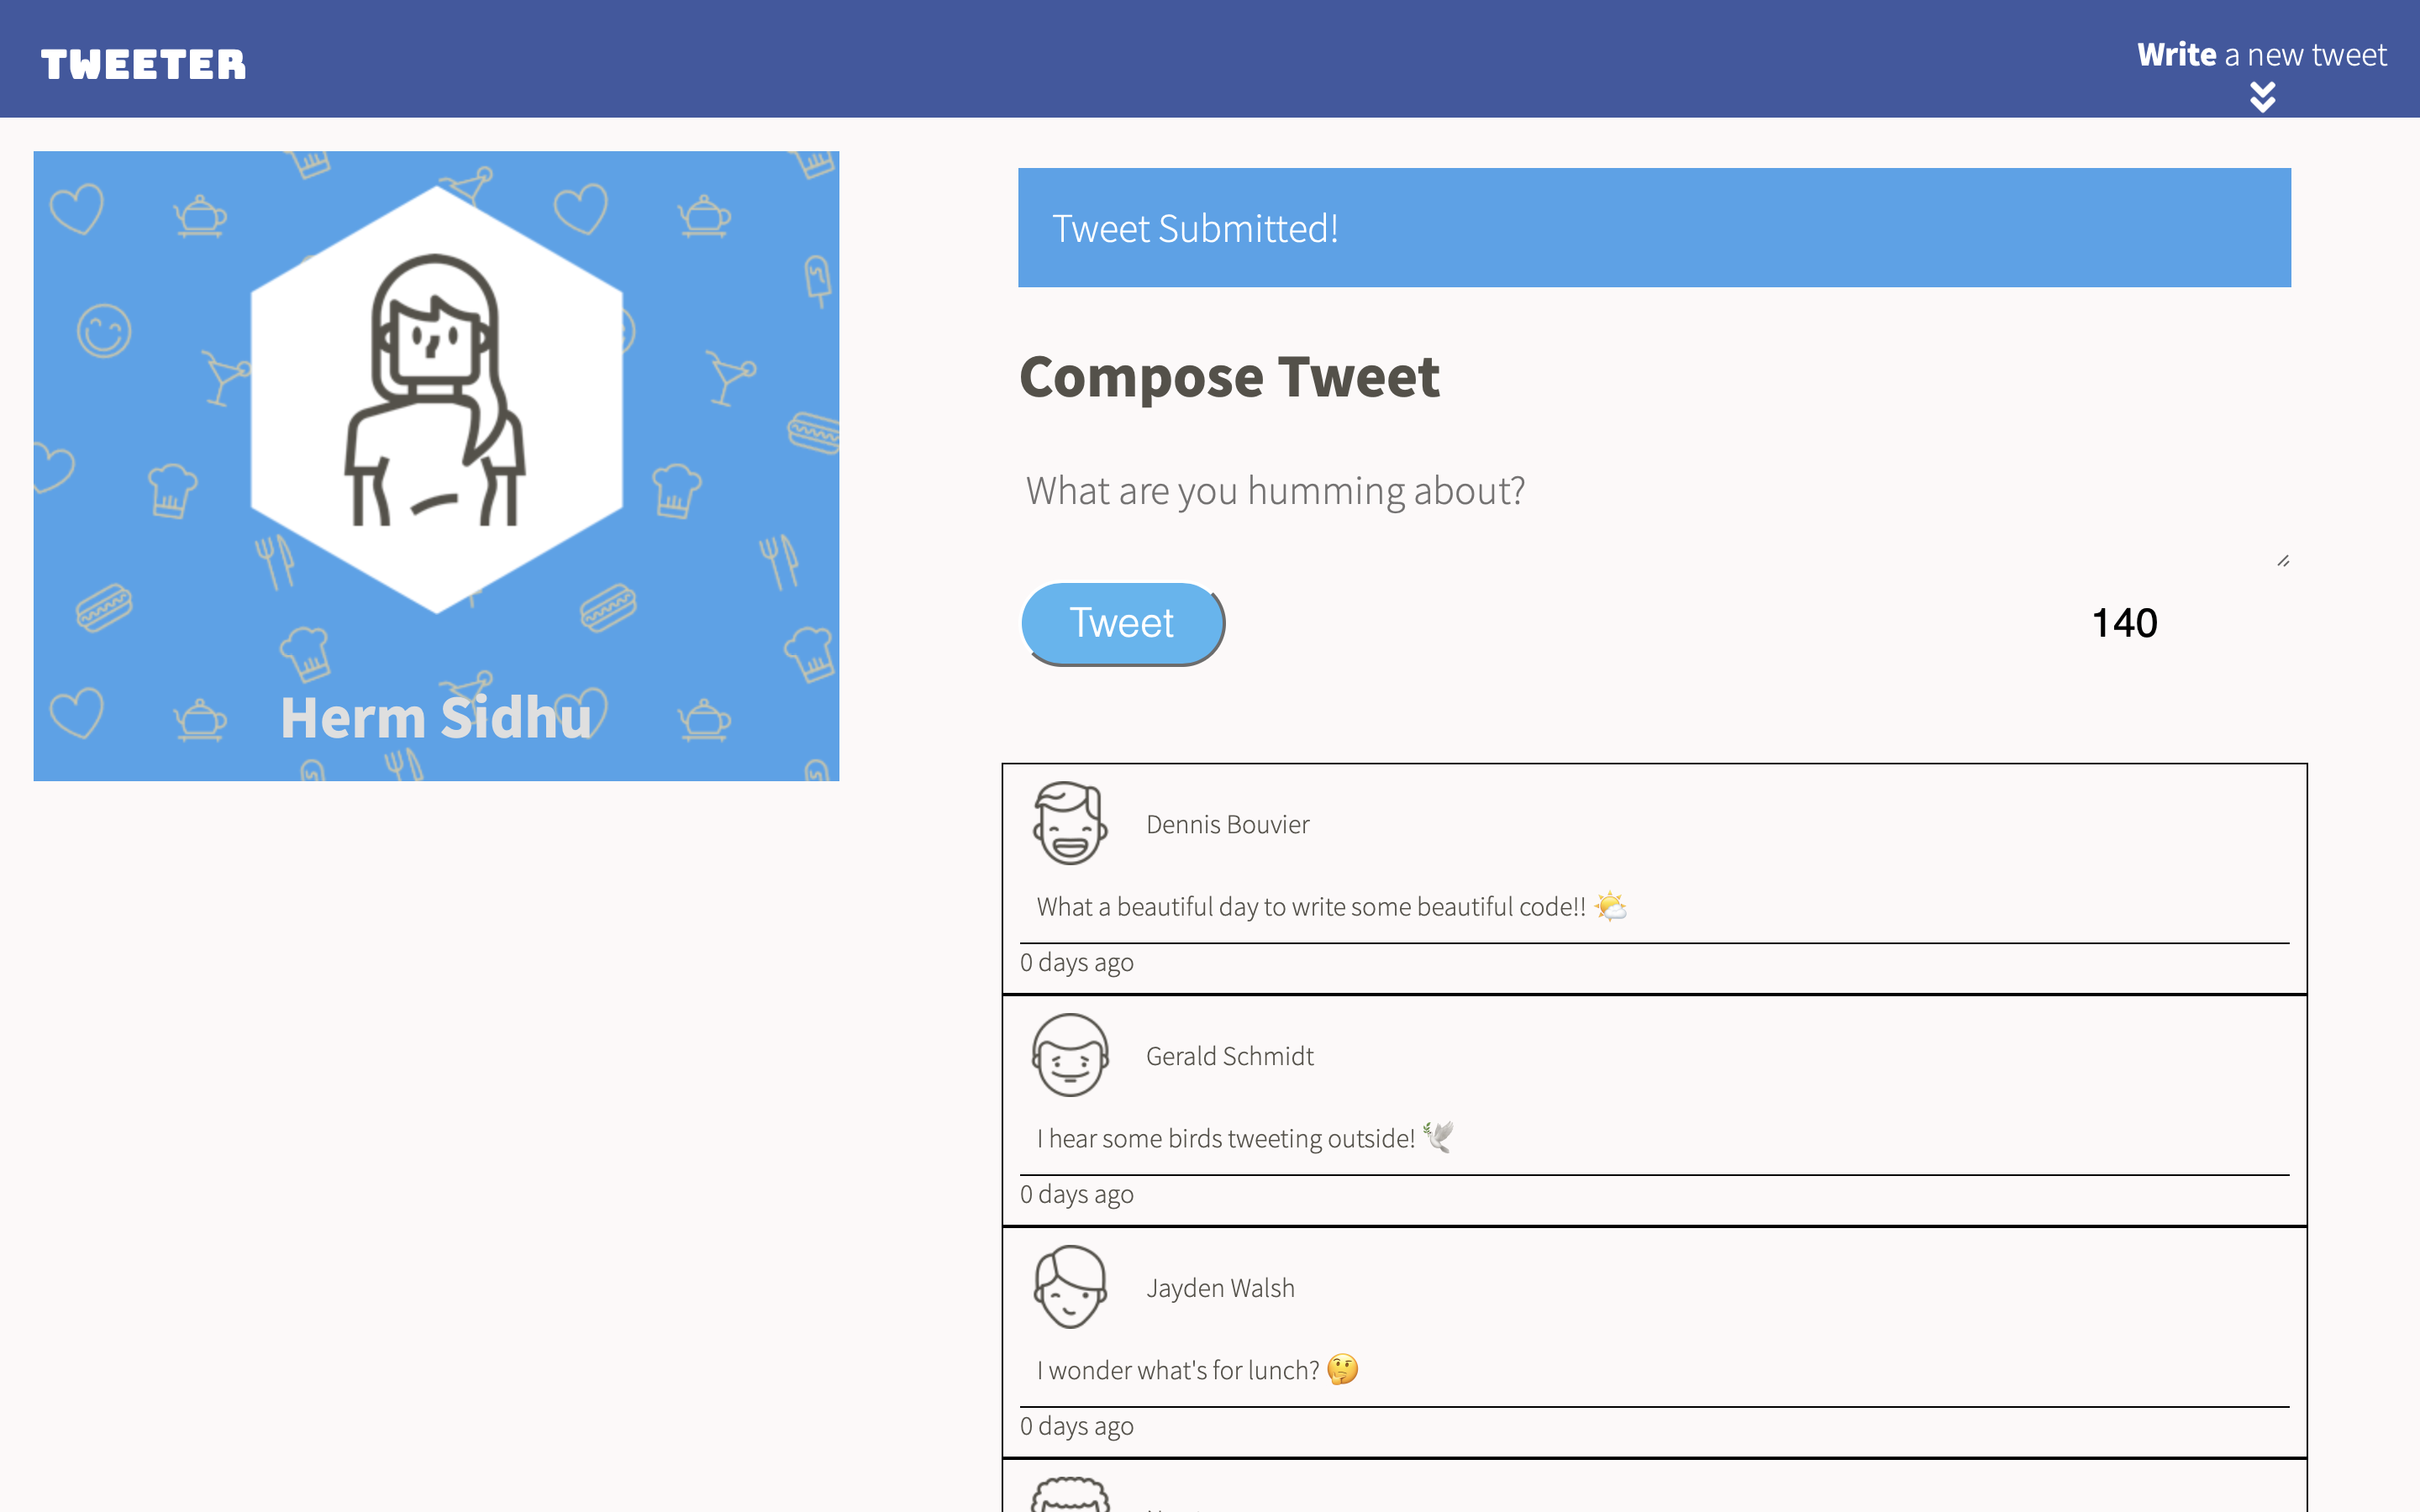 TWEETER
Write a new tweet
Herm Sidhu
Tweet Submitted!
Compose Tweet
What are you humming about?
Tweet
140
Dennis Bouvier
What a beautiful day to write some beautiful code!! 🌤️
0 days ago
Gerald Schmidt
I hear some birds tweeting outside! 🕊️
0 days ago
Jayden Walsh
I wonder what's for lunch? 🤔
0 days ago